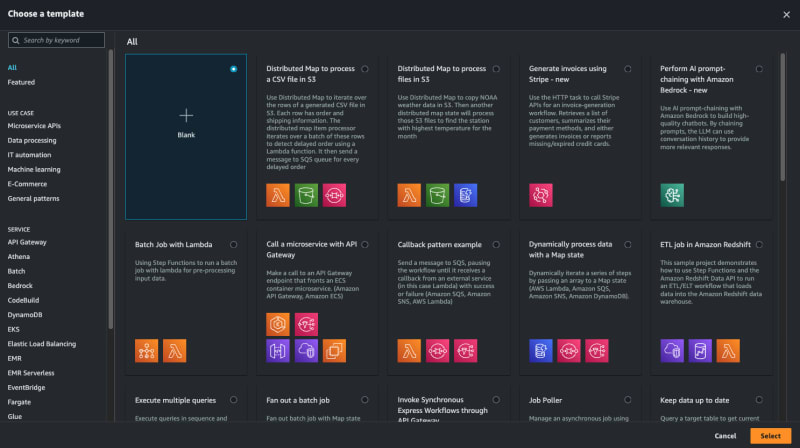 Choose a template
Search by keyword
All
Featured
USE CASE
Microservice APIs
Data processing
IT automation
Machine learning
E-Commerce
General patterns
SERVICE
API Gateway
Athena
Batch
Bedrock
CodeBuild
DynamoDB
EKS
Elastic Load Balancing
EMR
EMR Serverless
EventBridge
Fargate
Glue
All
Blank
Distributed Map to process
a CSV file in S3
Use Distributed Map to iterate over
the rows of a generated CSV file in
S3. Each row has order and
shipping information. The
distributed map item processor
iterates over a batch of these rows
to detect delayed order using a
Lambda function. It then send a
message to SQS queue for every
delayed order
Distributed Map to process
files in S3
Use Distributed Map to copy NOAA
weather data in S3. Then another
distributed map state will process
those S3 files to find the station
with highest temperature for the
month
Generate invoices using
Stripe - new
Use the HTTP task to call Stripe
APIs for an invoice-generation
workflow. Retrieves a list of
customers, summarizes their
payment methods, and either
generates invoices or reports
missing/expired credit cards.
Perform AI prompt-
chaining with Amazon
Bedrock - new
Use AI prompt-chaining with
Amazon Bedrock to build high-
quality chatbots. By chaining
prompts, the LLM can use
conversation history to provide
more relevant responses.
Batch Job with Lambda
Using Step Functions to run a batch
job with lambda for pre-processing
input data.
Call a microservice with API
Gateway
Make a call to an API Gateway
endpoint that fronts an ECS
container microservice. (Amazon
API Gateway, Amazon ECS)
Callback pattern example
Send a message to SQS, pausing
the workflow until it receives a
callback from an external service
(in this case Lambda) with success
or failure (Amazon SQS, Amazon
SNS, AWS Lambda)
Dynamically process data
with a Map state
Dynamically iterate a series of steps
by passing an array to a Map state
(AWS Lambda, Amazon SQS,
Amazon SNS, Amazon DynamoDB).
ETL job in Amazon Redshift
This sample project demonstrates
how to use Step Functions and the
Amazon Redshift Data API to run
an ETL/ELT workflow that loads
data into the Amazon Redshift data
warehouse.
Execute multiple queries
Execute queries in sequence and
Fan out a batch job
Fan out batch job with Map state
Invoke Synchronous
Express Workflows through
API Gateway
Job Poller
Manage an asynchronous job using
Keep data up to date
Query a target table to get current
Cancel
Select